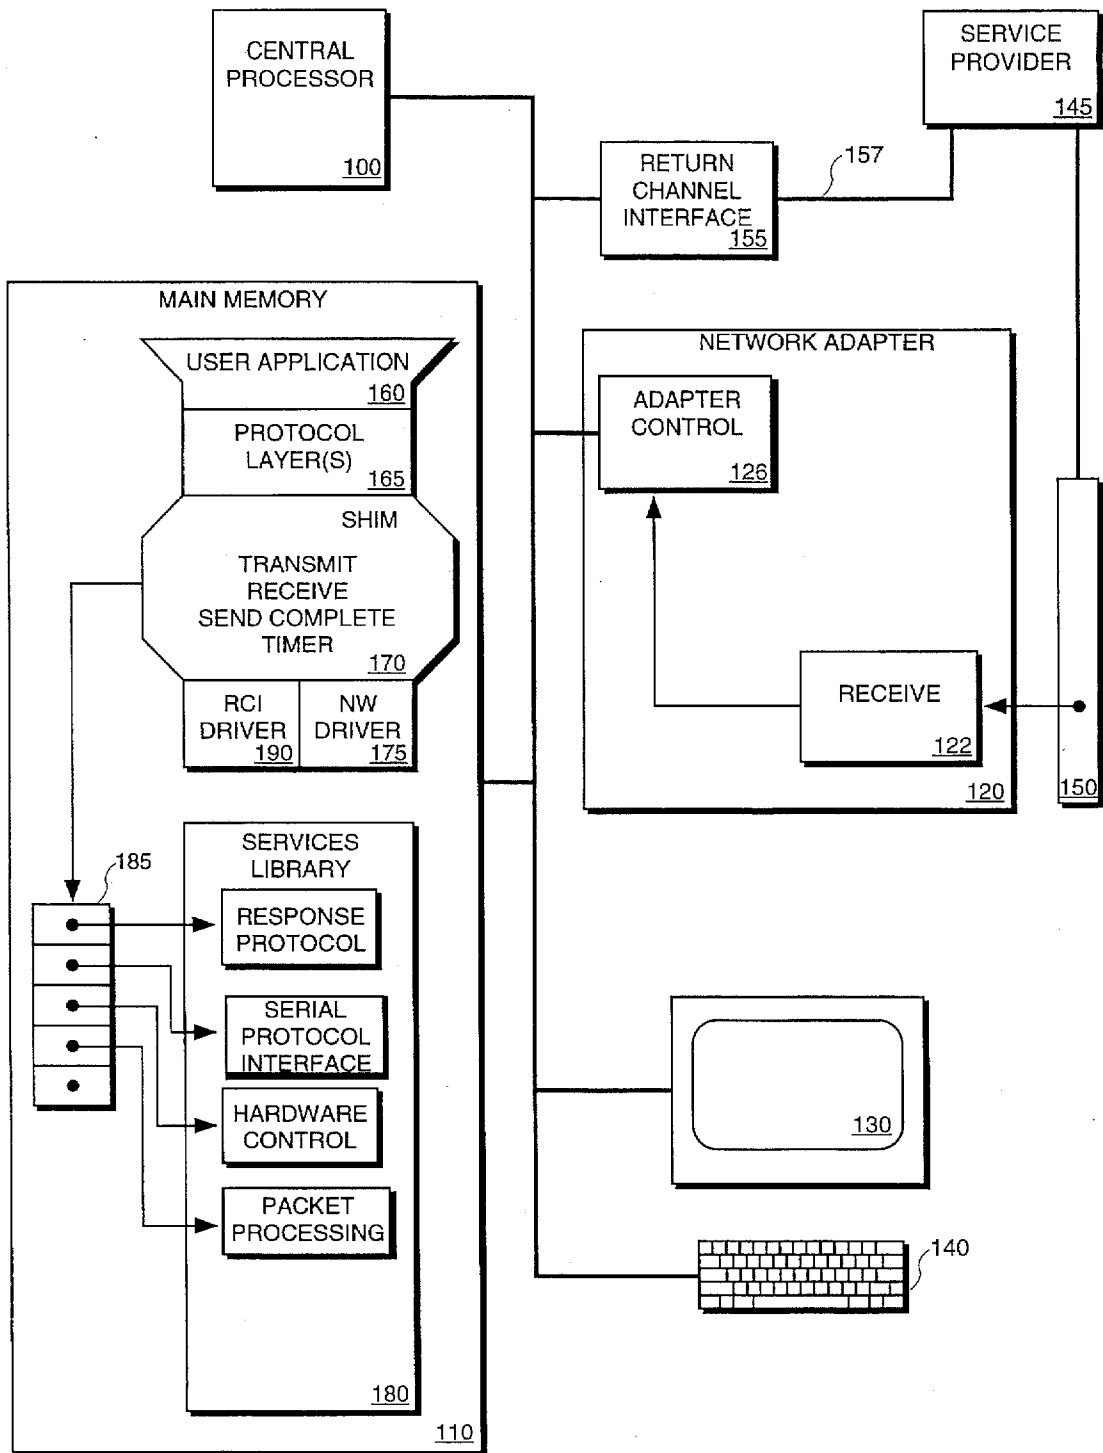 CENTRAL
PROCESSOR
100
SERVICE
PROVIDER
145
RETURN
CHANNEL
INTERFACE
155
157
MAIN MEMORY
USER APPLICATION
160
PROTOCOL
LAYER(S)
165
SHIM
TRANSMIT
RECEIVE
SEND COMPLETE
TIMER
170
RCI
DRIVER
190
NW
DRIVER
175
NETWORK ADAPTER
ADAPTER
CONTROL
126
RECEIVE
122
120
150
185
SERVICES
LIBRARY
RESPONSE
PROTOCOL
SERIAL
PROTOCOL
INTERFACE
HARDWARE
CONTROL
PACKET
PROCESSING
180
110
130
140